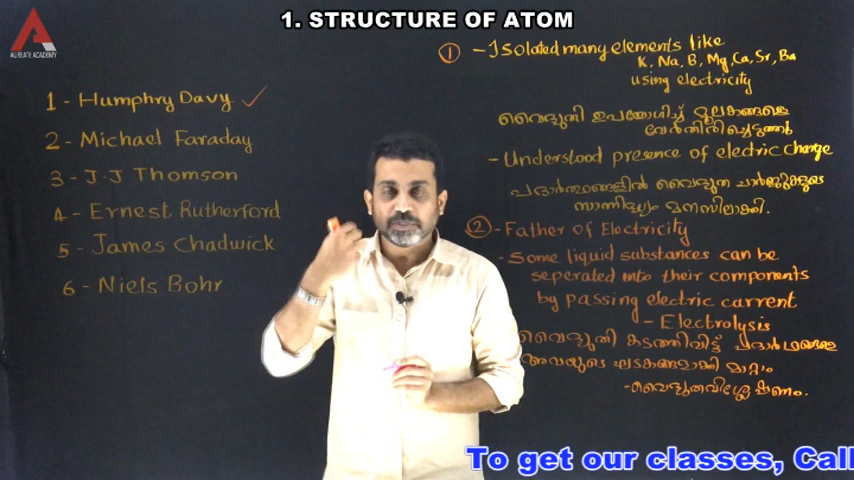 1. STRUCTURE OF ATOM
AUREATE ACADEMY
1 - Humphry Davy ✓
2 - Michael Faraday
3 - J.J Thomson
4 - Ernest Rutherford
5 - James Chadwick
6 - Niels Bohr
1 - Isolated many elements like
K, Na, B, Mg, Ca, Sr, Ba
using electricity
വൈദ്യുതി ഉപയോഗിച്ച് മൂലകങ്ങളെ
വേർതിരിച്ചെടുത്തു
- Understood presence of electric charge
പദാർത്ഥങ്ങളിൽ വൈദ്യുത ചാർജ്ജുകളുടെ
സാന്നിധ്യം മനസിലാക്കി.
2 - Father of Electricity
- Some liquid substances can be
seperated into their components
by passing electric current
- Electrolysis
വൈദ്യുതി കടത്തിവിട്ട് പദാർഥങ്ങളെ
അവയുടെ ഘടകങ്ങളാക്കി മാറ്റാം
- വൈദ്യുതവിശ്ലേഷണം.
To get our classes, Call